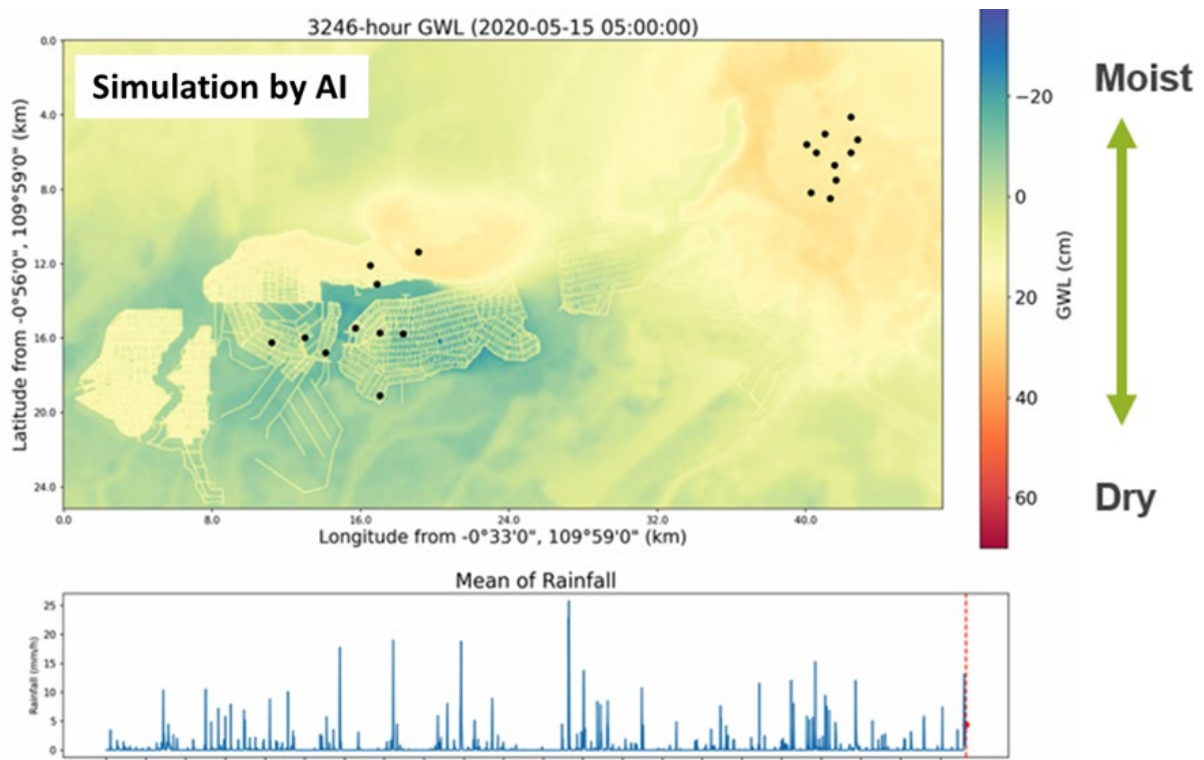 3246-hour GWL (2020-05-15 05:00:00)
Simulation by AI
Latitude from -0°56'0", 109°59'0" (km)
0.0
4.0
8.0
12.0
16.0
20.0
24.0
0.0 8.0 16.0 24.0 32.0 40.0
Longitude from -0°33'0", 109°59'0" (km)
−20
0
20
40
60
GWL (cm)
Moist
Dry
Mean of Rainfall
Rainfall (mm/h)
25
20
15
10
5
0